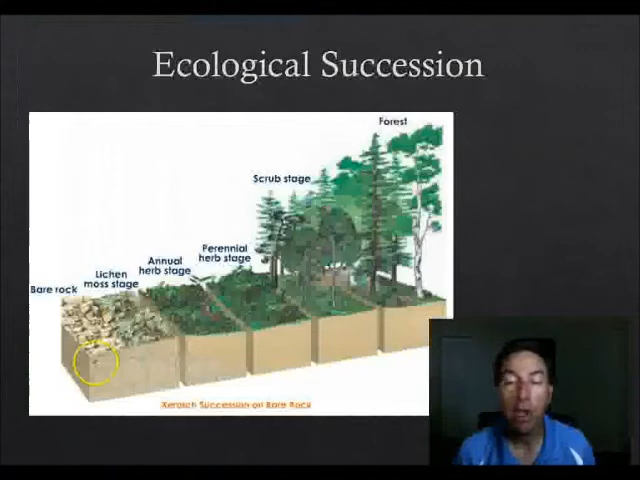 Ecological Succession
Forest
Scrub stage
Perennial
herb stage
Annual
herb stage
Lichen
moss stage
Bare rock
Xerarch Succession on Bare Rock